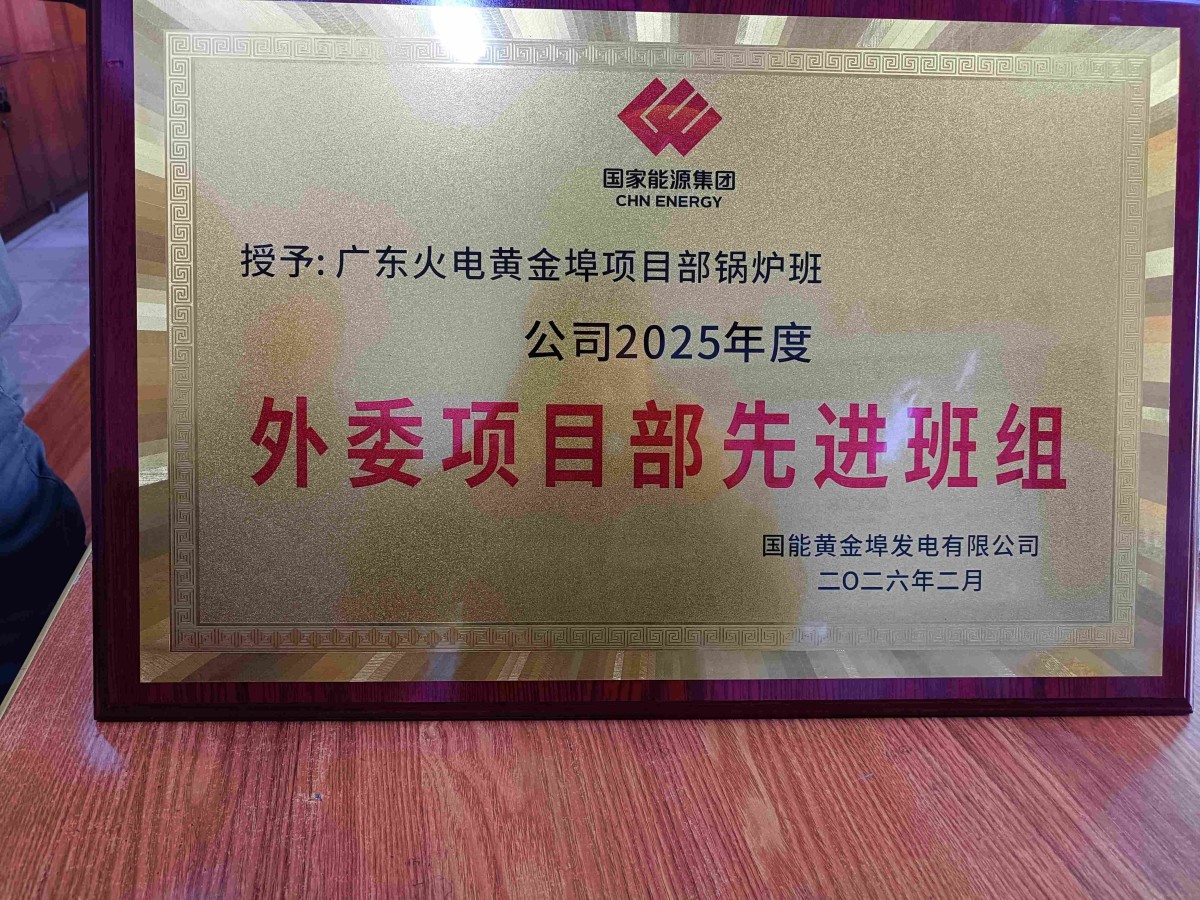 国家能源集团
CHN ENERGY
授予: 广东火电黄金埠项目部锅炉班
公司2025年度
外委项目部先进班组
国能黄金埠发电有限公司
二O二六年二月